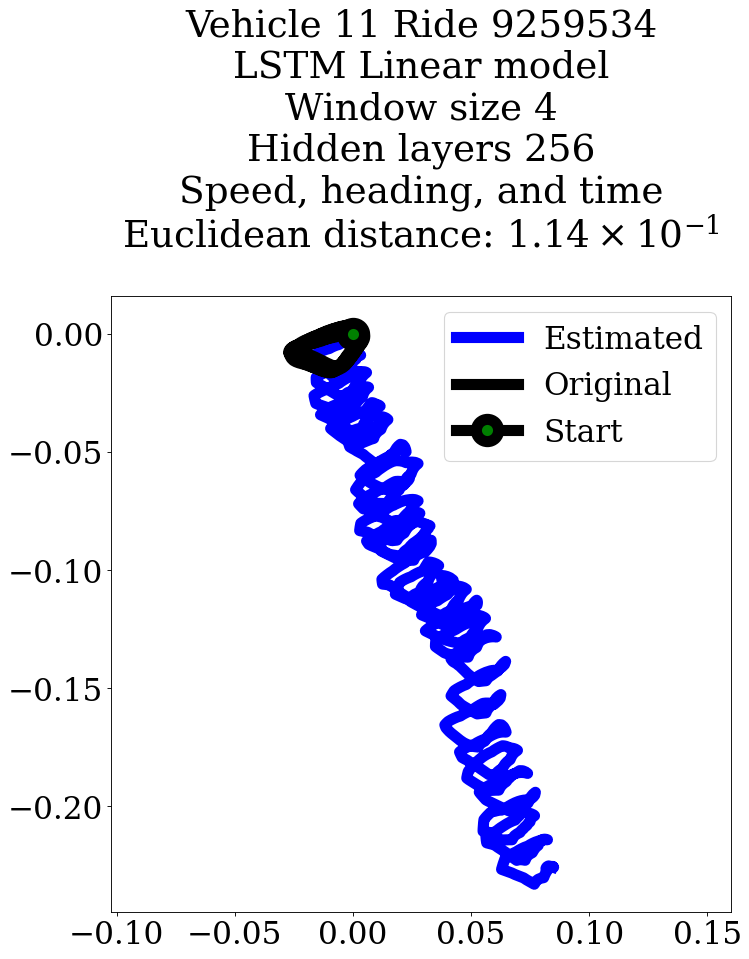 Vehicle 11 Ride 9259534
LSTM Linear model
Window size 4
Hidden layers 256
Speed, heading, and time
Euclidean distance: 1.14 × 10⁻¹
Estimated
Original
Start
0.00
−0.05
−0.10
−0.15
−0.20
−0.10 −0.05 0.00 0.05 0.10 0.15